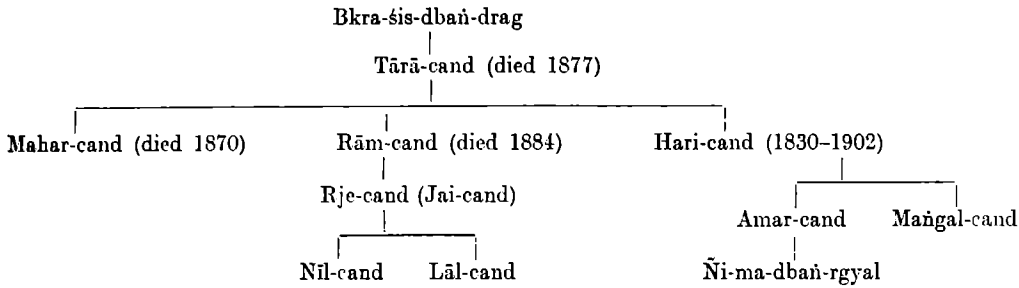 Bkra-śis-dbaṅ-drag
Tārā-cand (died 1877)
Mahar-cand (died 1870) Rām-cand (died 1884) Hari-cand (1830–1902)
Rje-cand (Jai-cand)
Amar-cand Maṅgal-cand
Nīl-cand Lāl-cand Ñi-ma-dbaṅ-rgyal